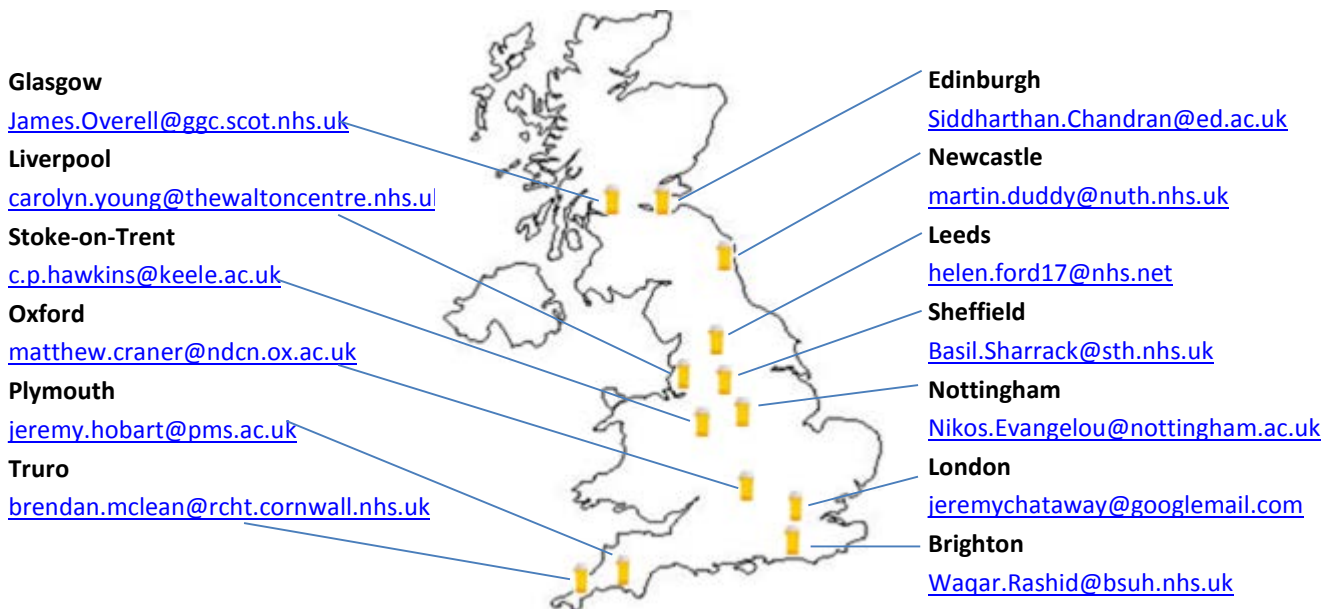 Glasgow
James.Overell@ggc.scot.nhs.uk
Liverpool
carolyn.young@thewaltoncentre.nhs.ul
Stoke-on-Trent
c.p.hawkins@keele.ac.uk
Oxford
matthew.craner@ndcn.ox.ac.uk
Plymouth
jeremy.hobart@pms.ac.uk
Truro
brendan.mclean@rcht.cornwall.nhs.uk
Edinburgh
Siddharthan.Chandran@ed.ac.uk
Newcastle
martin.duddy@nuth.nhs.uk
Leeds
helen.ford17@nhs.net
Sheffield
Basil.Sharrack@sth.nhs.uk
Nottingham
Nikos.Evangelou@nottingham.ac.uk
London
jeremychataway@googlemail.com
Brighton
Waqar.Rashid@bsuh.nhs.uk